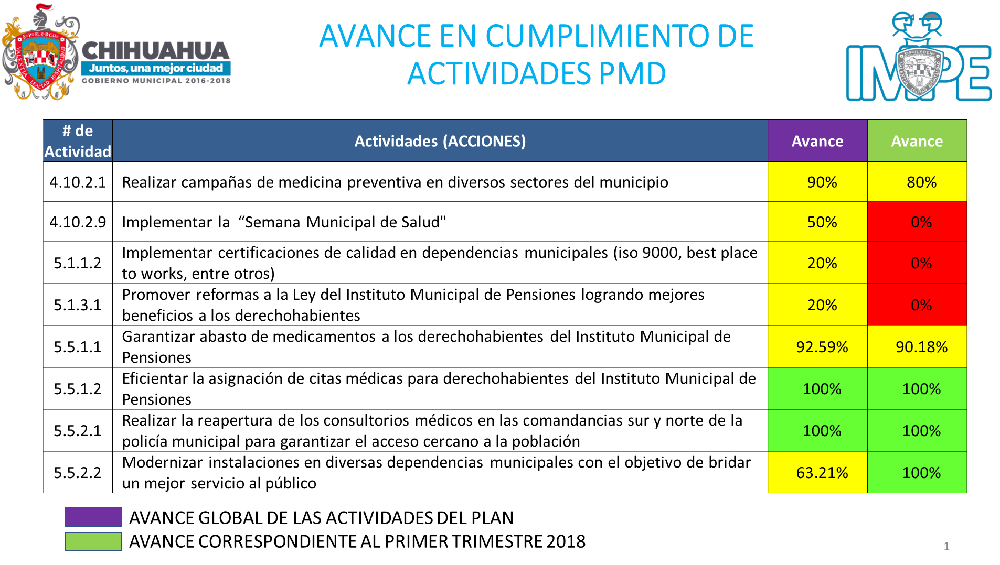 CHIHUAHUA
Juntos, una mejor ciudad
GOBIERNO MUNICIPAL 2016-2018
VALENTIA LEALTAD HOSPITALIDAD
AVANCE EN CUMPLIMIENTO DE
ACTIVIDADES PMD
IMPE
VALENTIA LEALTAD HOSPITALIDAD
# de
Actividad
Actividades (ACCIONES)
Avance
Avance
4.10.2.1
Realizar campañas de medicina preventiva en diversos sectores del municipio
90%
80%
4.10.2.9
Implementar la “Semana Municipal de Salud"
50%
0%
5.1.1.2
Implementar certificaciones de calidad en dependencias municipales (iso 9000, best place
to works, entre otros)
20%
0%
5.1.3.1
Promover reformas a la Ley del Instituto Municipal de Pensiones logrando mejores
beneficios a los derechohabientes
20%
0%
5.5.1.1
Garantizar abasto de medicamentos a los derechohabientes del Instituto Municipal de
Pensiones
92.59%
90.18%
5.5.1.2
Eficientar la asignación de citas médicas para derechohabientes del Instituto Municipal de
Pensiones
100%
100%
5.5.2.1
Realizar la reapertura de los consultorios médicos en las comandancias sur y norte de la
policía municipal para garantizar el acceso cercano a la población
100%
100%
5.5.2.2
Modernizar instalaciones en diversas dependencias municipales con el objetivo de bridar
un mejor servicio al público
63.21%
100%
AVANCE GLOBAL DE LAS ACTIVIDADES DEL PLAN
AVANCE CORRESPONDIENTE AL PRIMER TRIMESTRE 2018
1